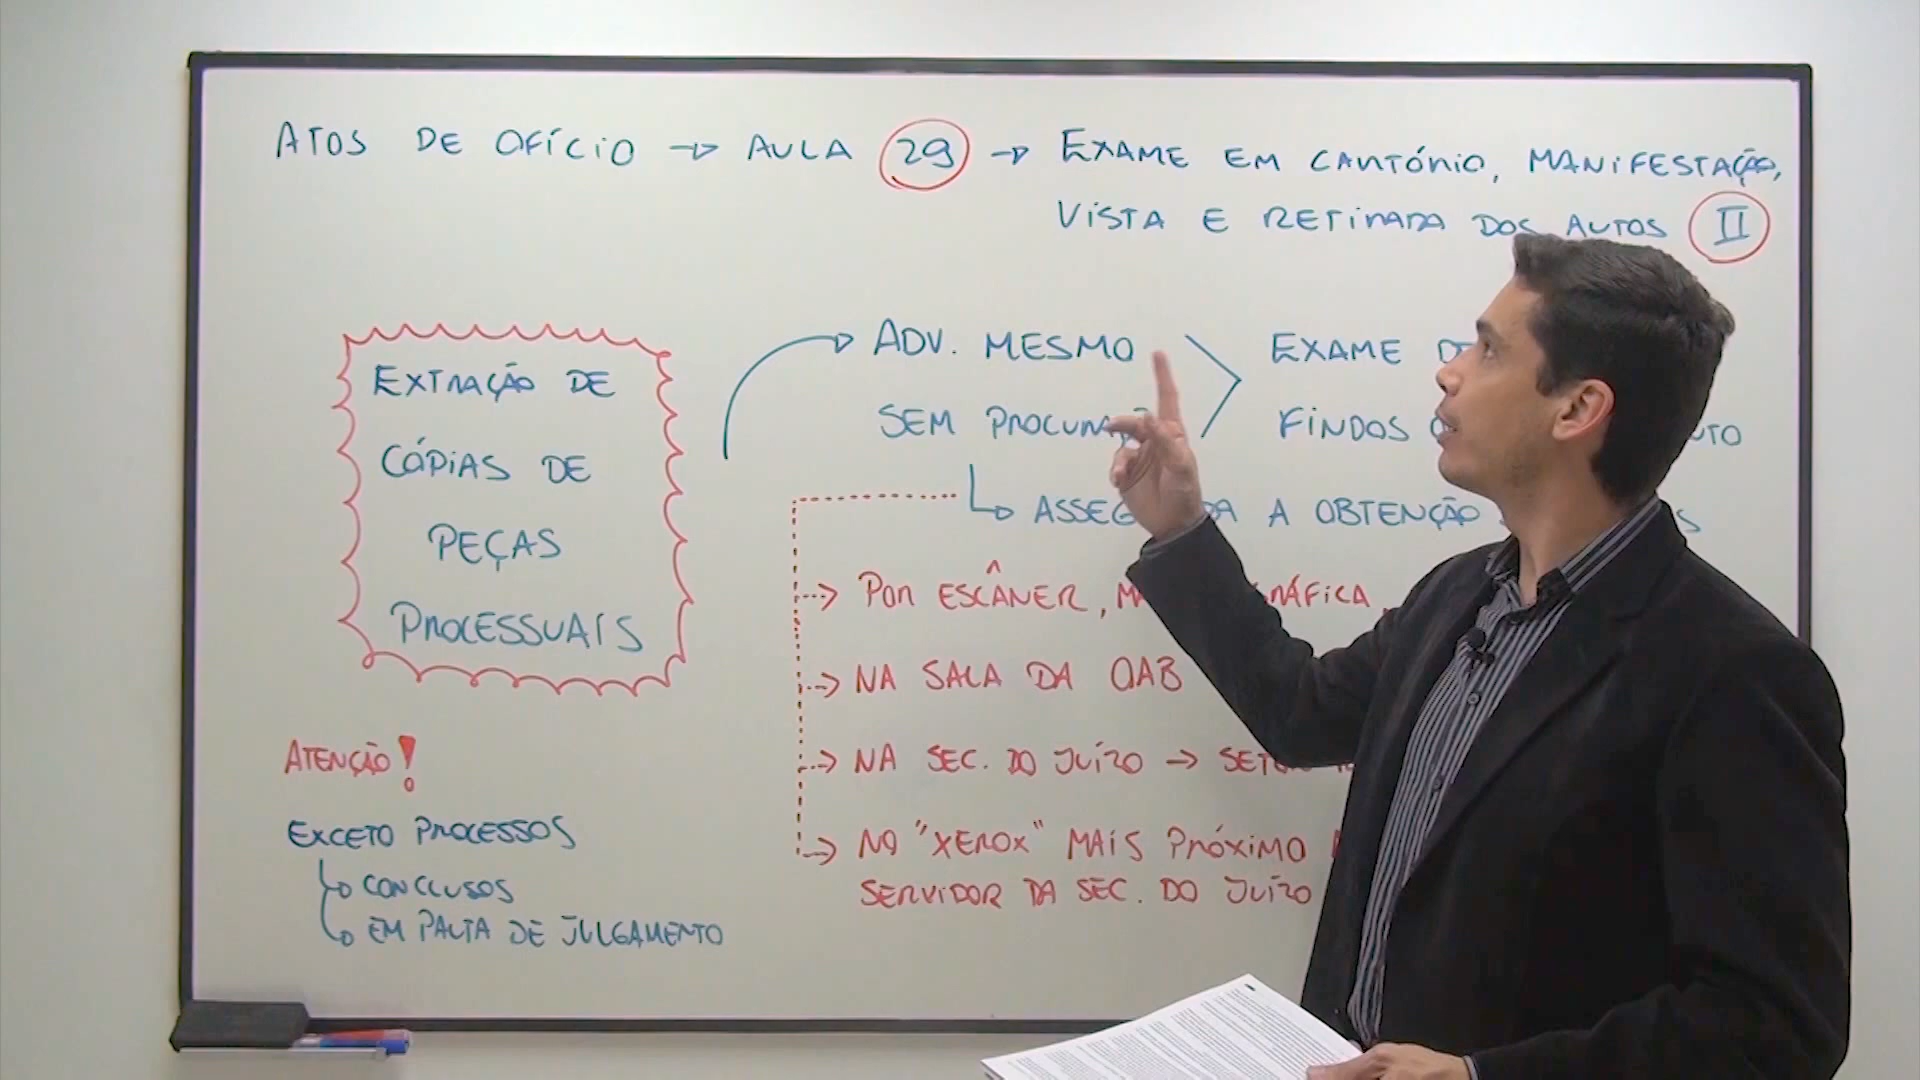 ATOS DE OFÍCIO → AULA 29 → EXAME EM CARTÓRIO, MANIFESTAÇÃO,
VISTA E RETIRADA DOS AUTOS II
EXTRAÇÃO DE
CÓPIAS DE
PEÇAS
PROCESSUAIS
ATENÇÃO!
EXCETO PROCESSOS
CONCLUSOS
EM PAUTA DE JULGAMENTO
ADV. MESMO
SEM
EXAME
FINDOS
A OBTENÇÃO
POR ESCÂNER,
NA SALA DA OAB
NA SEC. DO JUÍZO →
NO "XEROX" MAIS PRÓXIMO
SERVIDOR DA SEC. DO JUÍZO